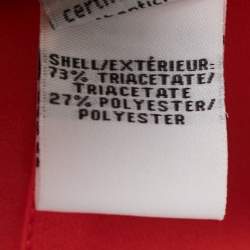 SHELL/EXTÉRIEUR:
73% TRIACETATE/
TRIACETATE
27% POLYESTER/
POLYESTER